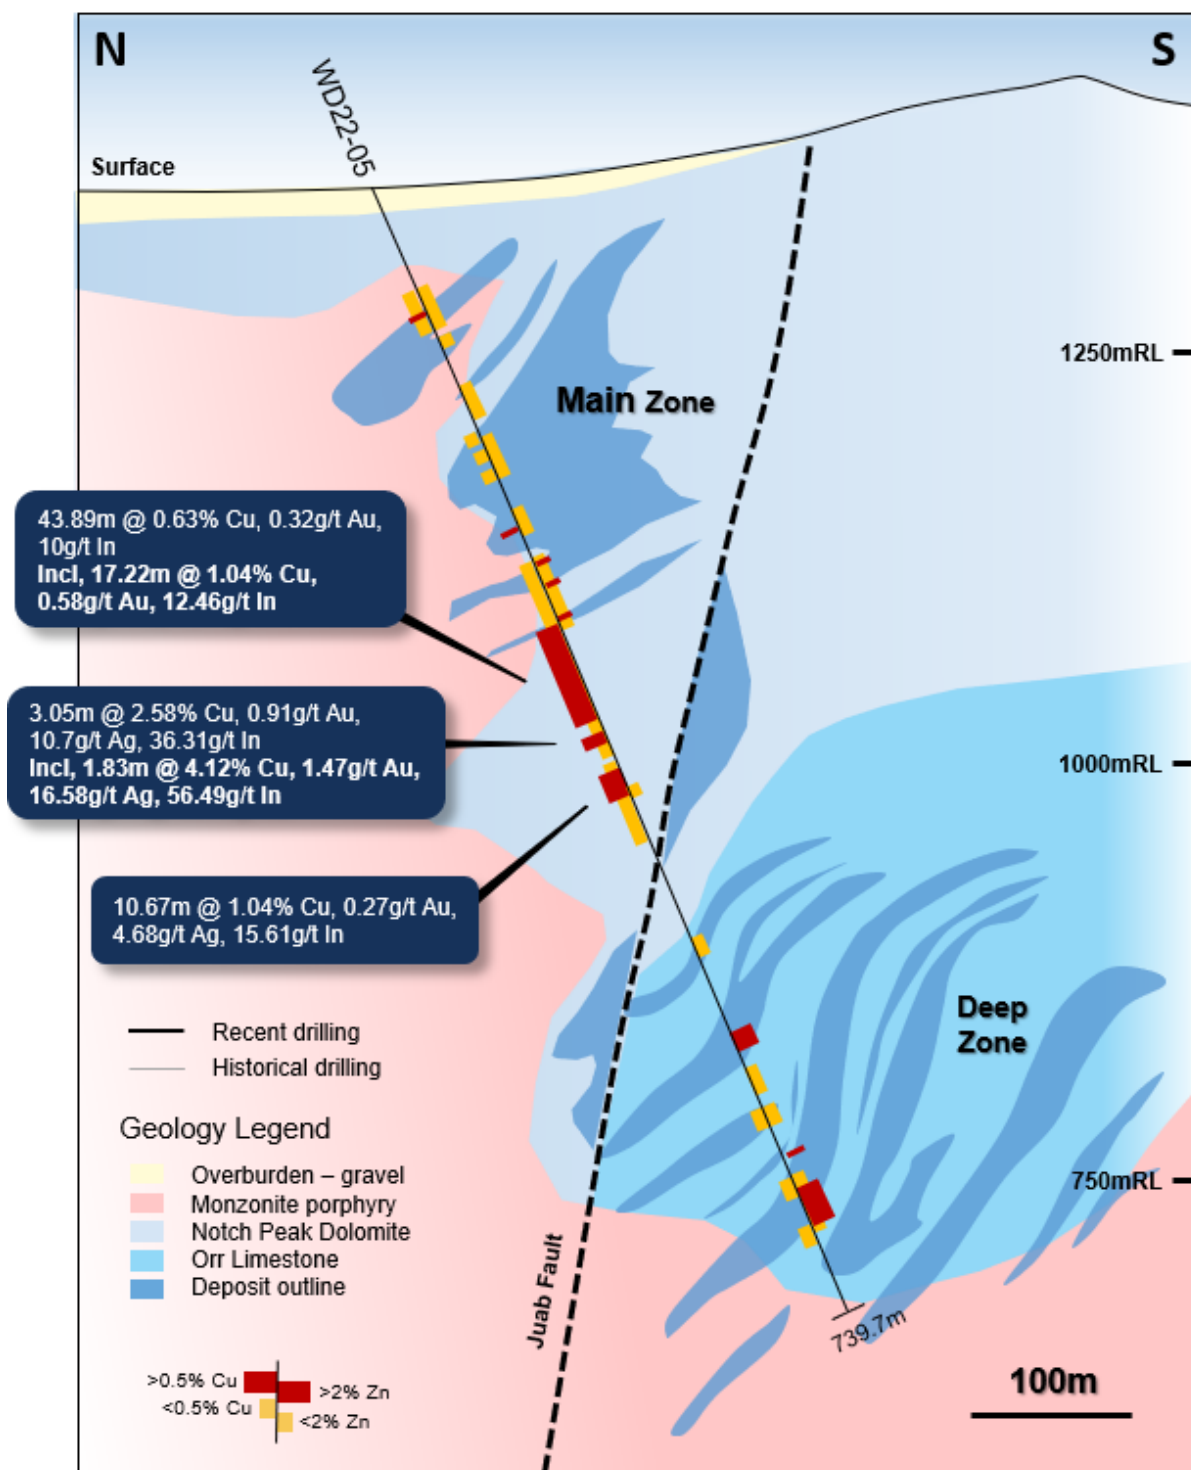 N
S
WD22-05
Surface
1250mRL
Main Zone
43.89m @ 0.63% Cu, 0.32g/t Au,
10g/t In
Incl, 17.22m @ 1.04% Cu,
0.58g/t Au, 12.46g/t In
3.05m @ 2.58% Cu, 0.91g/t Au,
10.7g/t Ag, 36.31g/t In
Incl, 1.83m @ 4.12% Cu, 1.47g/t Au,
16.58g/t Ag, 56.49g/t In
1000mRL
10.67m @ 1.04% Cu, 0.27g/t Au,
4.68g/t Ag, 15.61g/t In
Deep
Zone
Recent drilling
Historical drilling
Geology Legend
Overburden – gravel
Monzonite porphyry
Notch Peak Dolomite
Orr Limestone
Deposit outline
750mRL
Juab Fault
739.7m
>0.5% Cu
>2% Zn
<0.5% Cu
<2% Zn
100m